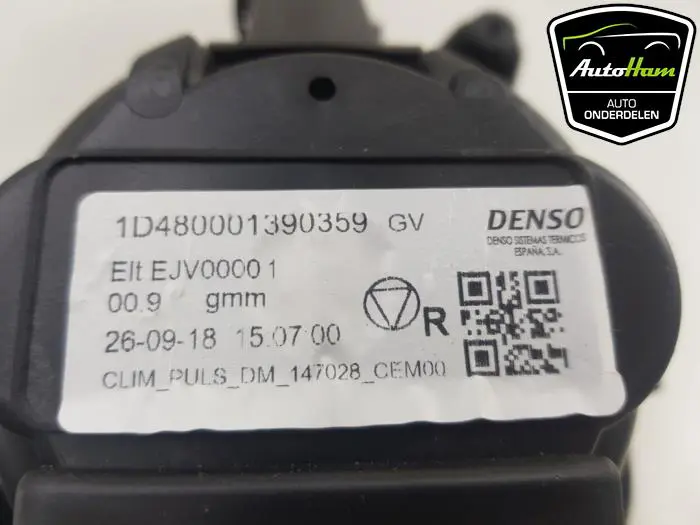 AutoHam
AUTO
ONDERDELEN
1D480001390359 GV
DENSO
DENSO SISTEMAS TERMICOS
ESPAÑA, S.A.
Elt EJV00001
00.9 gmm
26-09-18 15:07:00
R
CLIM_PULS_DM_147028_CEM00